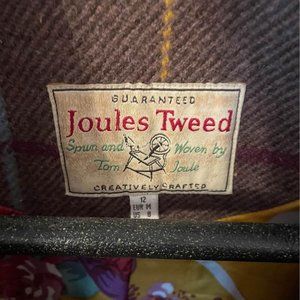 GUARANTEED
Joules Tweed
Spun and Woven by
Tom Joule
CREATIVELY CRAFTED
12
EUR M
US 8